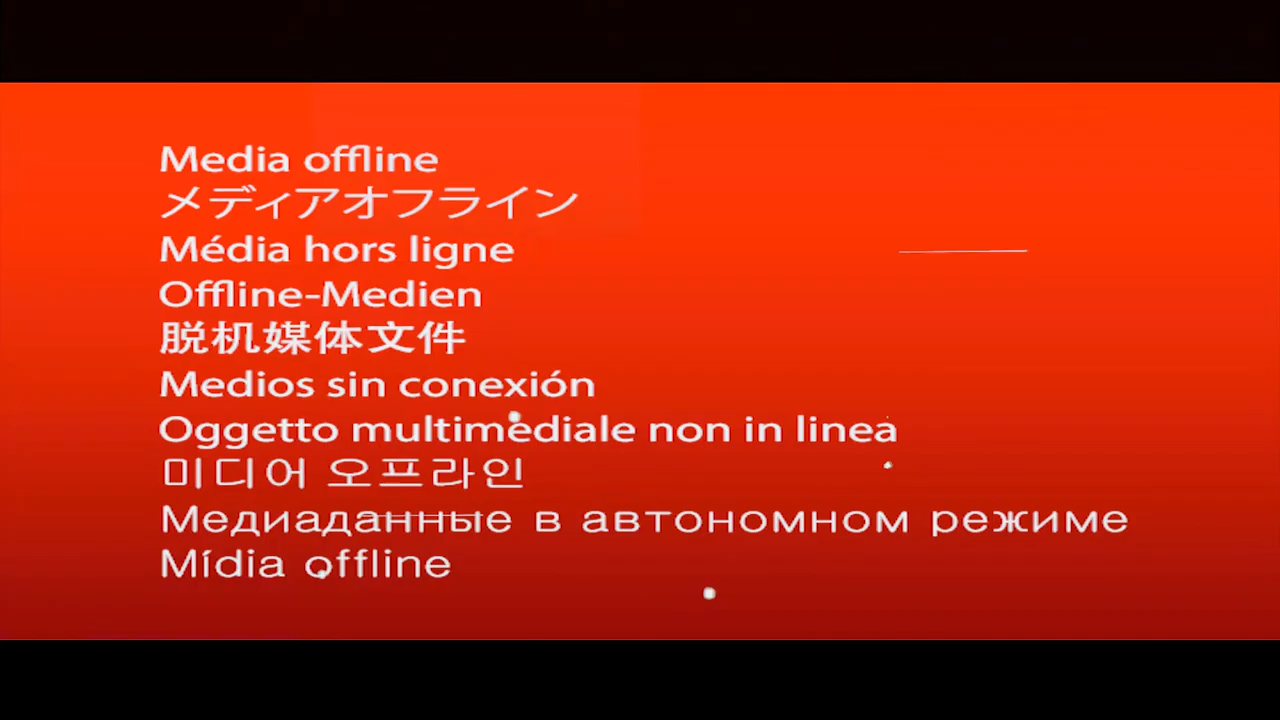 Media offline
メディアオフライン
Média hors ligne
Offline-Medien
脱机媒体文件
Medios sin conexión
Oggetto multimediale non in linea
미디어 오프라인
Медиаданные в автономном режиме
Mídia offline